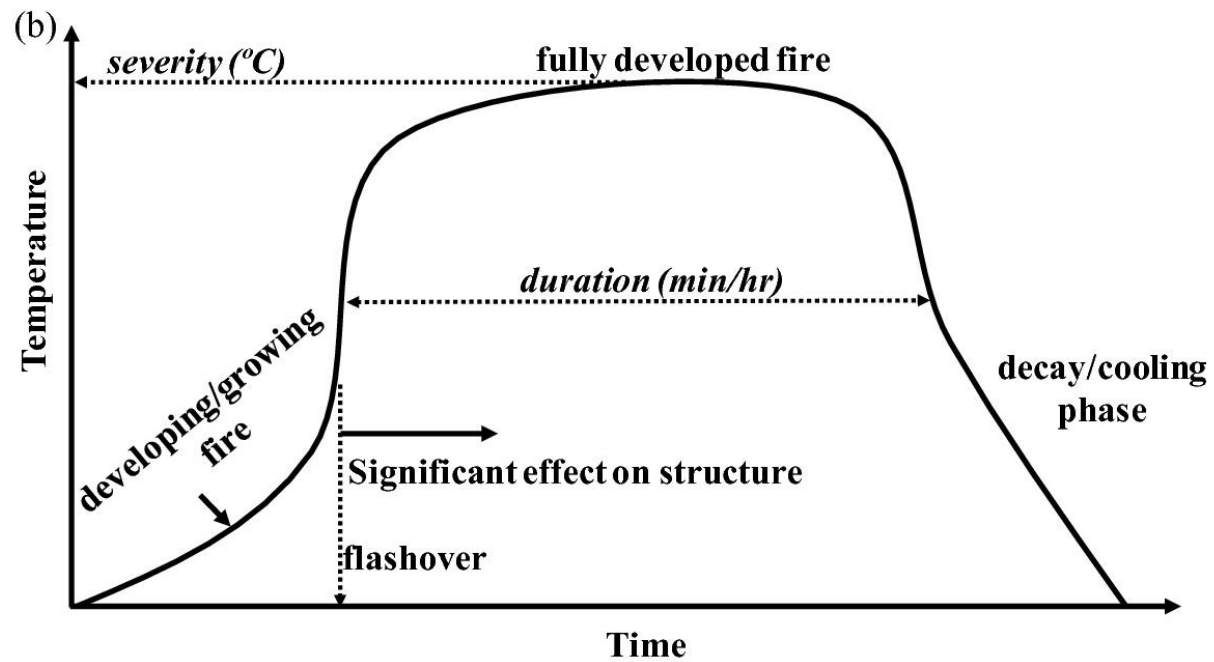 (b)
severity (ºC)
fully developed fire
Temperature
duration (min/hr)
developing/growing
fire
decay/cooling
phase
Significant effect on structure
flashover
Time